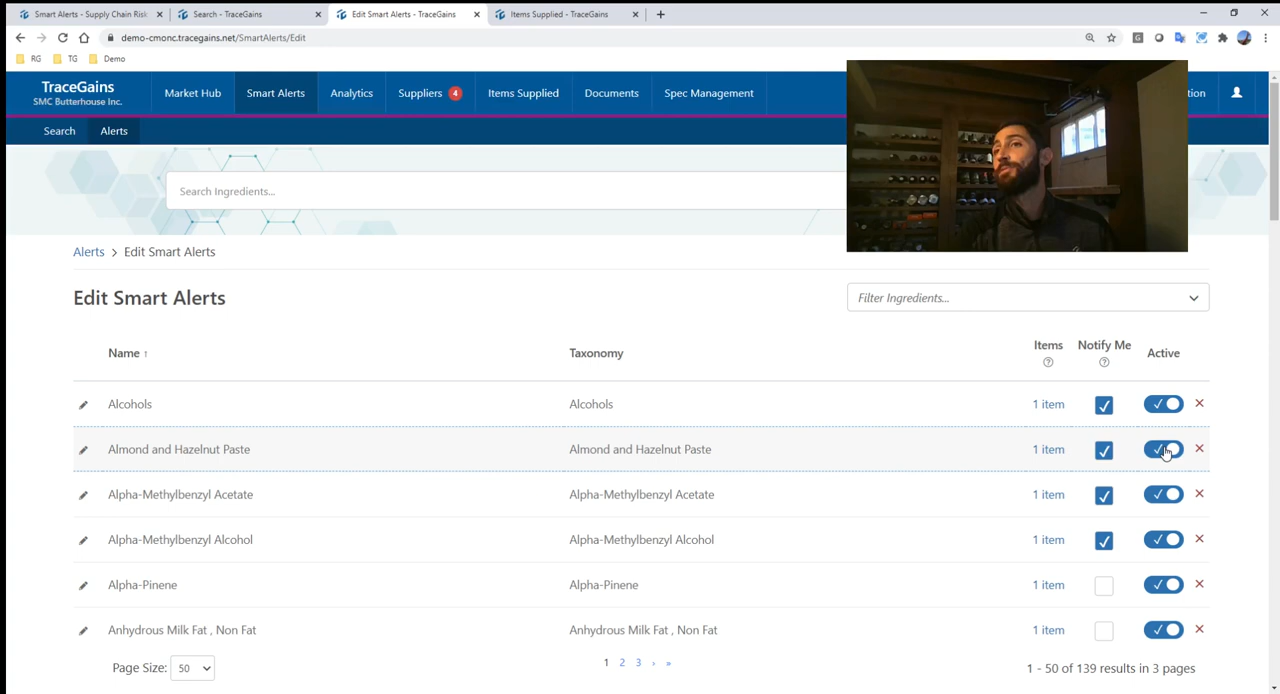 Smart Alerts - Supply Chain Risk
Search - TraceGains
Edit Smart Alerts - TraceGains
Items Supplied - TraceGains
demo-cmonc.tracegains.net/SmartAlerts/Edit
RG TG Demo
TraceGains
SMC Butterhouse Inc.
Market Hub Smart Alerts Analytics Suppliers 4 Items Supplied Documents Spec Management tion
Search Alerts
Search Ingredients...
Alerts > Edit Smart Alerts
Edit Smart Alerts
Filter Ingredients...
Name ↑ Taxonomy Items Notify Me Active
Alcohols Alcohols 1 item
Almond and Hazelnut Paste Almond and Hazelnut Paste 1 item
Alpha-Methylbenzyl Acetate Alpha-Methylbenzyl Acetate 1 item
Alpha-Methylbenzyl Alcohol Alpha-Methylbenzyl Alcohol 1 item
Alpha-Pinene Alpha-Pinene 1 item
Anhydrous Milk Fat , Non Fat Anhydrous Milk Fat , Non Fat 1 item
Page Size: 50 1 2 3 › » 1 - 50 of 139 results in 3 pages